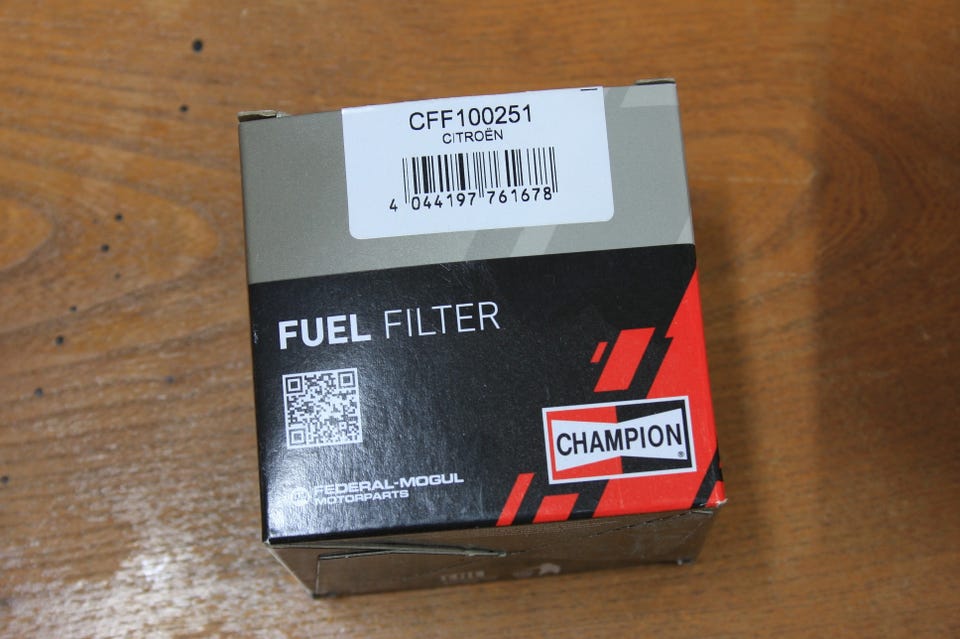 CFF100251
CITROËN
4 044197 761678
FUEL FILTER
CHAMPION
®
FEDERAL-MOGUL
MOTORPARTS